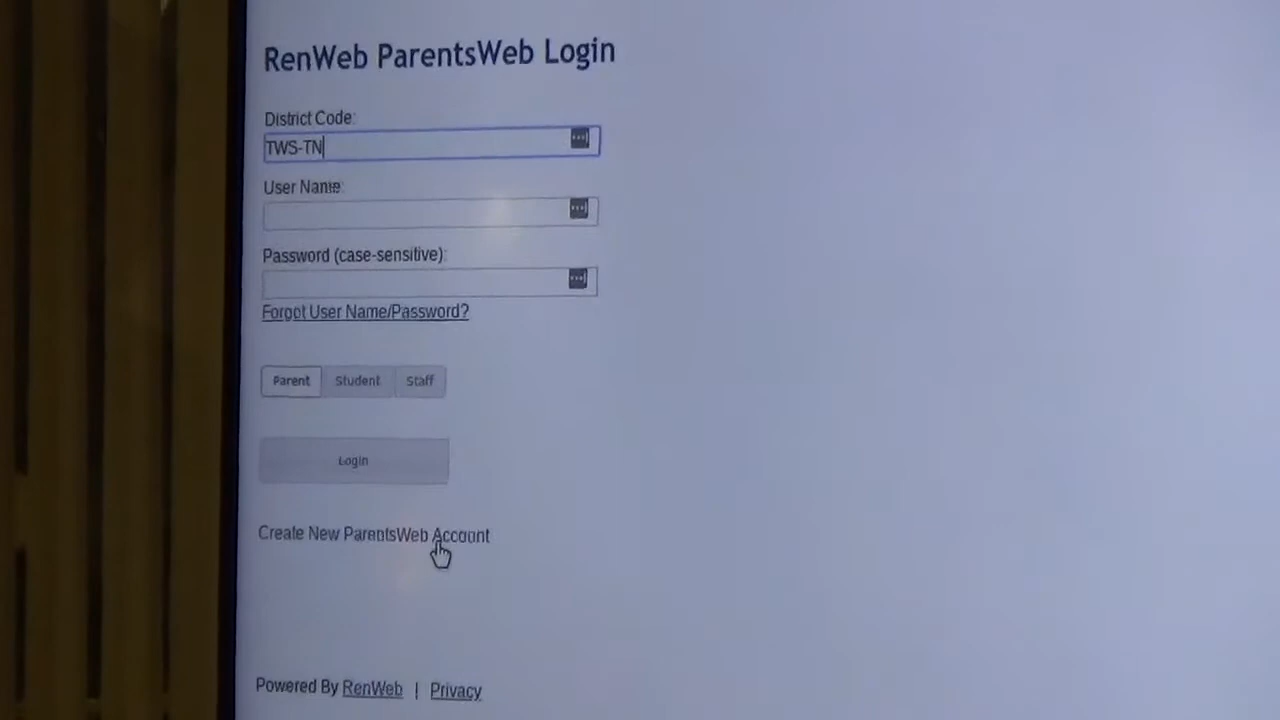 RenWeb ParentsWeb Login
District Code:
TWS-TN
User Name:
Password (case-sensitive):
Forgot User Name/Password?
Parent Student Staff
Login
Create New ParentsWeb Account
Powered By RenWeb | Privacy